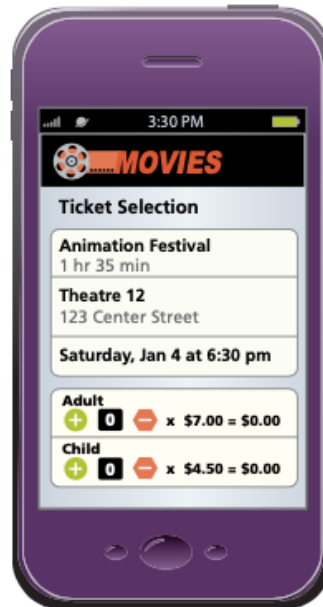 3:30 PM
MOVIES
Ticket Selection
Animation Festival
1 hr 35 min
Theatre 12
123 Center Street
Saturday, Jan 4 at 6:30 pm
Adult
0 x $7.00 = $0.00
Child
0 x $4.50 = $0.00